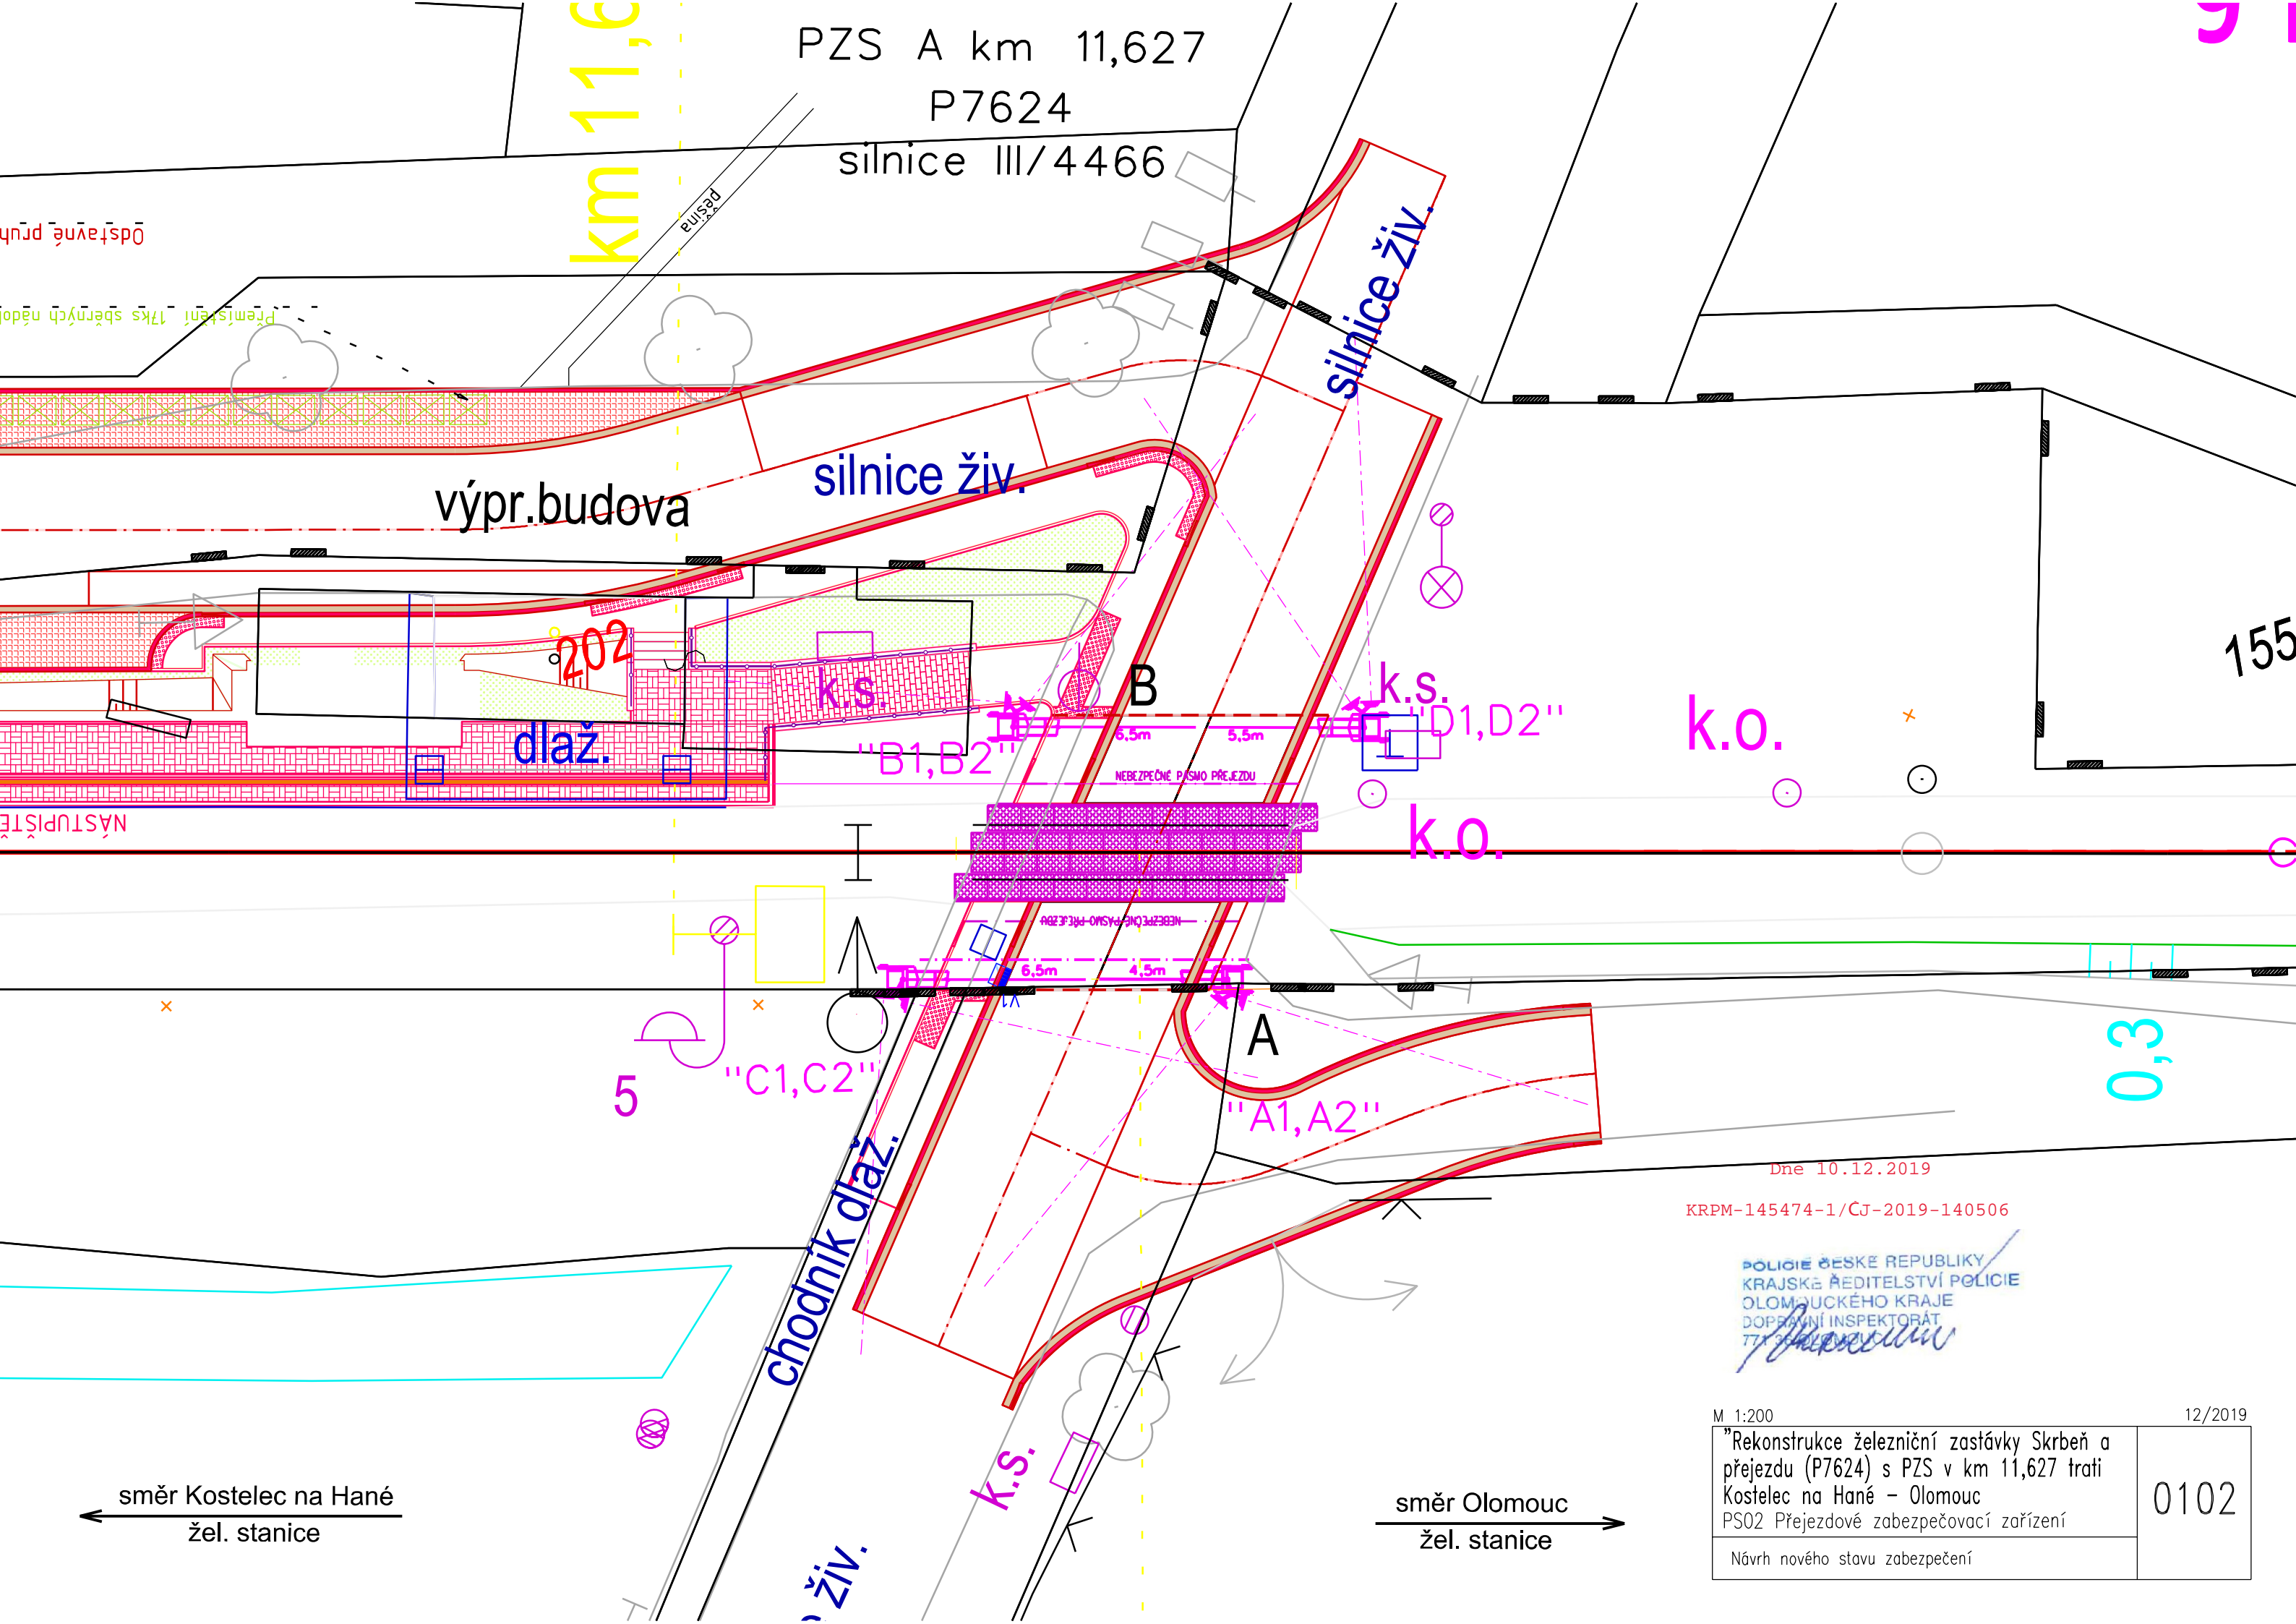 km 11,6
PZS A km 11,627
P7624
silnice III/4466
pěšina
Odstavné pruh
Přemístění 17ks sběrných nádob
silnice živ.
silnice živ.
výpr.budova
202
k.s.
dlaž.
B
k.s.
"D1,D2"
"B1,B2"
6,5m
5,5m
k.o.
155
NEBEZPEČNÉ PÁSMO PŘEJEZDU
NÁSTUPIŠTĚ
k.o.
NEBEZPEČNÉ PÁSMO PŘEJEZDU
6,5m
4,5m
A
5
"C1,C2"
"A1,A2"
0,3
chodník dlaž.
Dne 10.12.2019
KRPM-145474-1/ČJ-2019-140506
POLICIE ČESKÉ REPUBLIKY
KRAJSKÉ ŘEDITELSTVÍ POLICIE
OLOMOUCKÉHO KRAJE
DOPRAVNÍ INSPEKTORÁT
k.s.
živ.
směr Kostelec na Hané
žel. stanice
směr Olomouc
žel. stanice
M 1:200
12/2019
"Rekonstrukce železniční zastávky Skrbeň a
přejezdu (P7624) s PZS v km 11,627 trati
Kostelec na Hané – Olomouc
PS02 Přejezdové zabezpečovací zařízení
0102
Návrh nového stavu zabezpečení